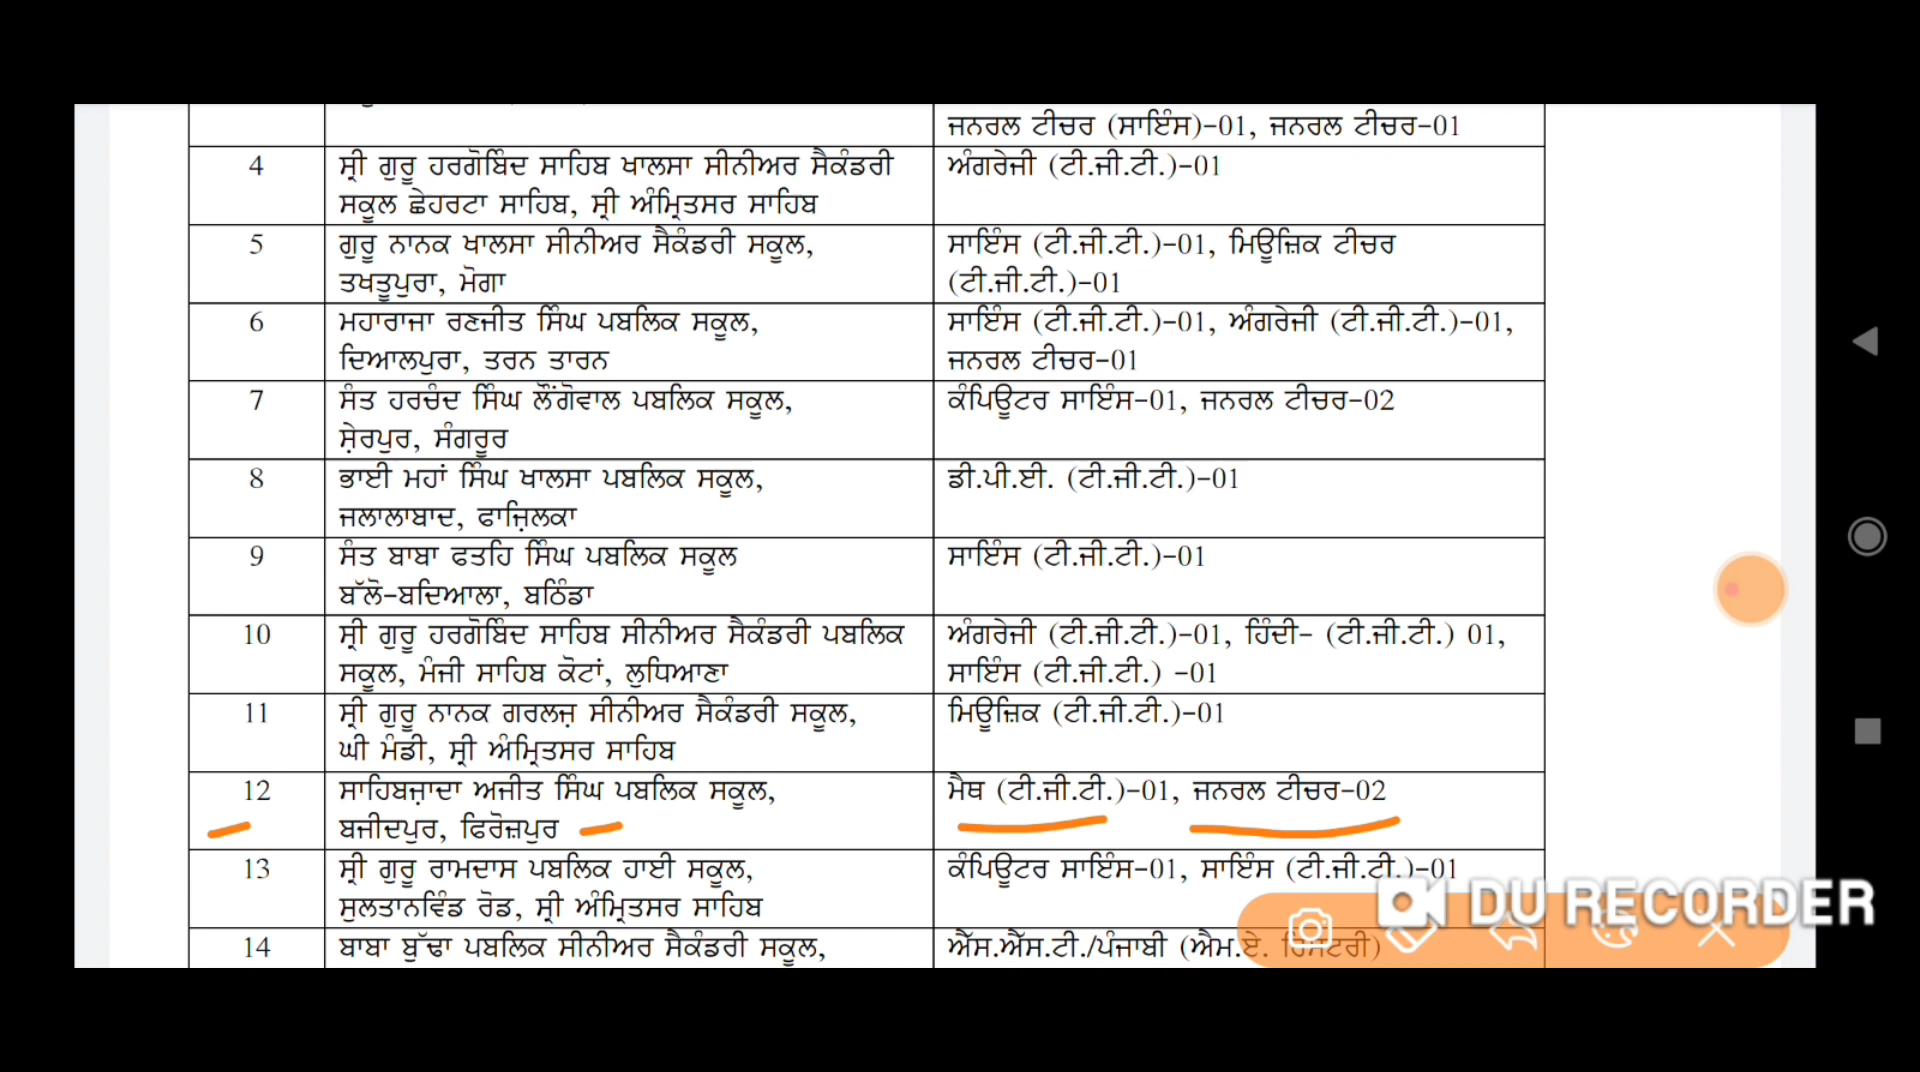 ਜਨਰਲ ਟੀਚਰ (ਸਾਇੰਸ)-01, ਜਨਰਲ ਟੀਚਰ-01
4 ਸ੍ਰੀ ਗੁਰੂ ਹਰਗੋਬਿੰਦ ਸਾਹਿਬ ਖਾਲਸਾ ਸੀਨੀਅਰ ਸੈਕੰਡਰੀ ਅੰਗਰੇਜੀ (ਟੀ.ਜੀ.ਟੀ.)-01
ਸਕੂਲ ਛੇਹਰਟਾ ਸਾਹਿਬ, ਸ੍ਰੀ ਅੰਮ੍ਰਿਤਸਰ ਸਾਹਿਬ
5 ਗੁਰੂ ਨਾਨਕ ਖਾਲਸਾ ਸੀਨੀਅਰ ਸੈਕੰਡਰੀ ਸਕੂਲ, ਸਾਇੰਸ (ਟੀ.ਜੀ.ਟੀ.)-01, ਮਿਊਜ਼ਿਕ ਟੀਚਰ
ਤਖਤੂਪੁਰਾ, ਮੋਗਾ (ਟੀ.ਜੀ.ਟੀ.)-01
6 ਮਹਾਰਾਜਾ ਰਣਜੀਤ ਸਿੰਘ ਪਬਲਿਕ ਸਕੂਲ, ਸਾਇੰਸ (ਟੀ.ਜੀ.ਟੀ.)-01, ਅੰਗਰੇਜੀ (ਟੀ.ਜੀ.ਟੀ.)-01,
ਦਿਆਲਪੁਰਾ, ਤਰਨ ਤਾਰਨ ਜਨਰਲ ਟੀਚਰ-01
7 ਸੰਤ ਹਰਚੰਦ ਸਿੰਘ ਲੌਂਗੋਵਾਲ ਪਬਲਿਕ ਸਕੂਲ, ਕੰਪਿਊਟਰ ਸਾਇੰਸ-01, ਜਨਰਲ ਟੀਚਰ-02
ਸ਼ੇਰਪੁਰ, ਸੰਗਰੂਰ
8 ਭਾਈ ਮਹਾਂ ਸਿੰਘ ਖਾਲਸਾ ਪਬਲਿਕ ਸਕੂਲ, ਡੀ.ਪੀ.ਈ. (ਟੀ.ਜੀ.ਟੀ.)-01
ਜਲਾਲਾਬਾਦ, ਫਾਜ਼ਿਲਕਾ
9 ਸੰਤ ਬਾਬਾ ਫਤਹਿ ਸਿੰਘ ਪਬਲਿਕ ਸਕੂਲ ਸਾਇੰਸ (ਟੀ.ਜੀ.ਟੀ.)-01
ਬੱਲੋ-ਬਦਿਆਲਾ, ਬਠਿੰਡਾ
10 ਸ੍ਰੀ ਗੁਰੂ ਹਰਗੋਬਿੰਦ ਸਾਹਿਬ ਸੀਨੀਅਰ ਸੈਕੰਡਰੀ ਪਬਲਿਕ ਅੰਗਰੇਜੀ (ਟੀ.ਜੀ.ਟੀ.)-01, ਹਿੰਦੀ- (ਟੀ.ਜੀ.ਟੀ.) 01,
ਸਕੂਲ, ਮੰਜੀ ਸਾਹਿਬ ਕੋਟਾਂ, ਲੁਧਿਆਣਾ ਸਾਇੰਸ (ਟੀ.ਜੀ.ਟੀ.) -01
11 ਸ੍ਰੀ ਗੁਰੂ ਨਾਨਕ ਗਰਲਜ਼ ਸੀਨੀਅਰ ਸੈਕੰਡਰੀ ਸਕੂਲ, ਮਿਊਜ਼ਿਕ (ਟੀ.ਜੀ.ਟੀ.)-01
ਘੀ ਮੰਡੀ, ਸ੍ਰੀ ਅੰਮ੍ਰਿਤਸਰ ਸਾਹਿਬ
12 ਸਾਹਿਬਜ਼ਾਦਾ ਅਜੀਤ ਸਿੰਘ ਪਬਲਿਕ ਸਕੂਲ, ਮੈਥ (ਟੀ.ਜੀ.ਟੀ.)-01, ਜਨਰਲ ਟੀਚਰ-02
ਬਜੀਦਪੁਰ, ਫਿਰੋਜ਼ਪੁਰ
13 ਸ੍ਰੀ ਗੁਰੂ ਰਾਮਦਾਸ ਪਬਲਿਕ ਹਾਈ ਸਕੂਲ, ਕੰਪਿਊਟਰ ਸਾਇੰਸ-01, ਸਾਇੰਸ (ਟੀ.ਜੀ.ਟੀ.)-01
ਸੁਲਤਾਨਵਿੰਡ ਰੋਡ, ਸ੍ਰੀ ਅੰਮ੍ਰਿਤਸਰ ਸਾਹਿਬ
DU RECORDER
14 ਬਾਬਾ ਬੁੱਢਾ ਪਬਲਿਕ ਸੀਨੀਅਰ ਸੈਕੰਡਰੀ ਸਕੂਲ, ਐੱਸ.ਐੱਸ.ਟੀ./ਪੰਜਾਬੀ (ਐਮ.ਏ. ਹਿਸਟਰੀ)